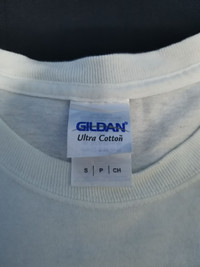 GILDAN
Ultra Cotton
S | P | CH